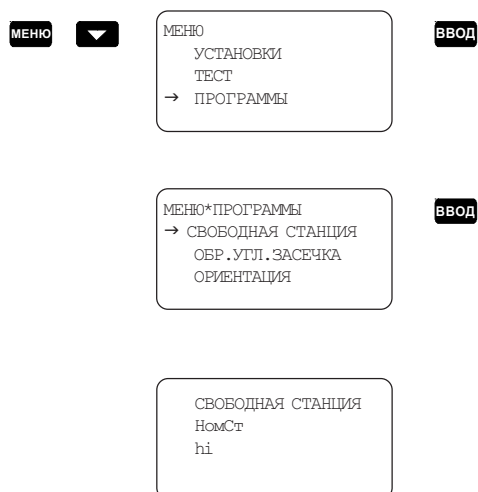 МЕНЮ
МЕНЮ
УСТАНОВКИ
ТЕСТ
→ ПРОГРАММЫ
ВВОД
МЕНЮ*ПРОГРАММЫ
→ СВОБОДНАЯ СТАНЦИЯ
ОБР.УГЛ.ЗАСЕЧКА
ОРИЕНТАЦИЯ
ВВОД
СВОБОДНАЯ СТАНЦИЯ
НомСт
hi